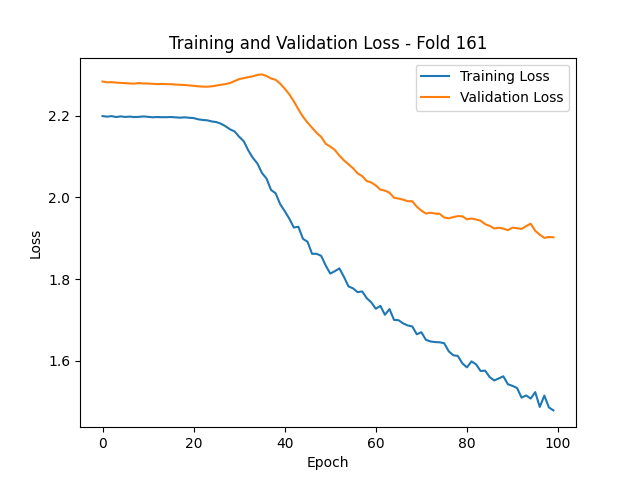 Training and Validation Loss - Fold 161
Training Loss
Validation Loss
2.2
2.0
1.8
1.6
Loss
0 20 40 60 80 100
Epoch